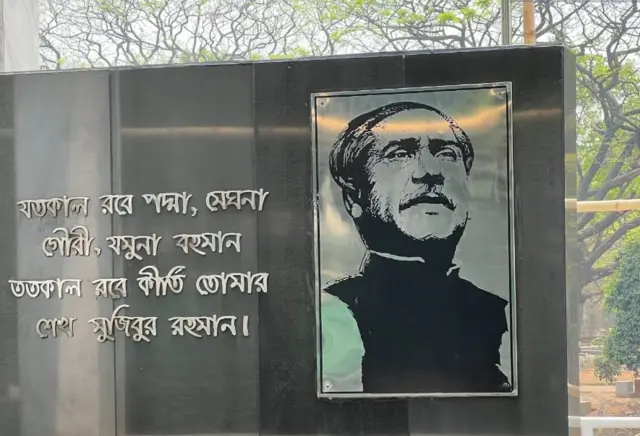 যতকাল রবে পদ্মা, মেঘনা
গৌরী, যমুনা বহমান
ততকাল রবে কীর্তি তোমার
শেখ মুজিবুর রহমান।